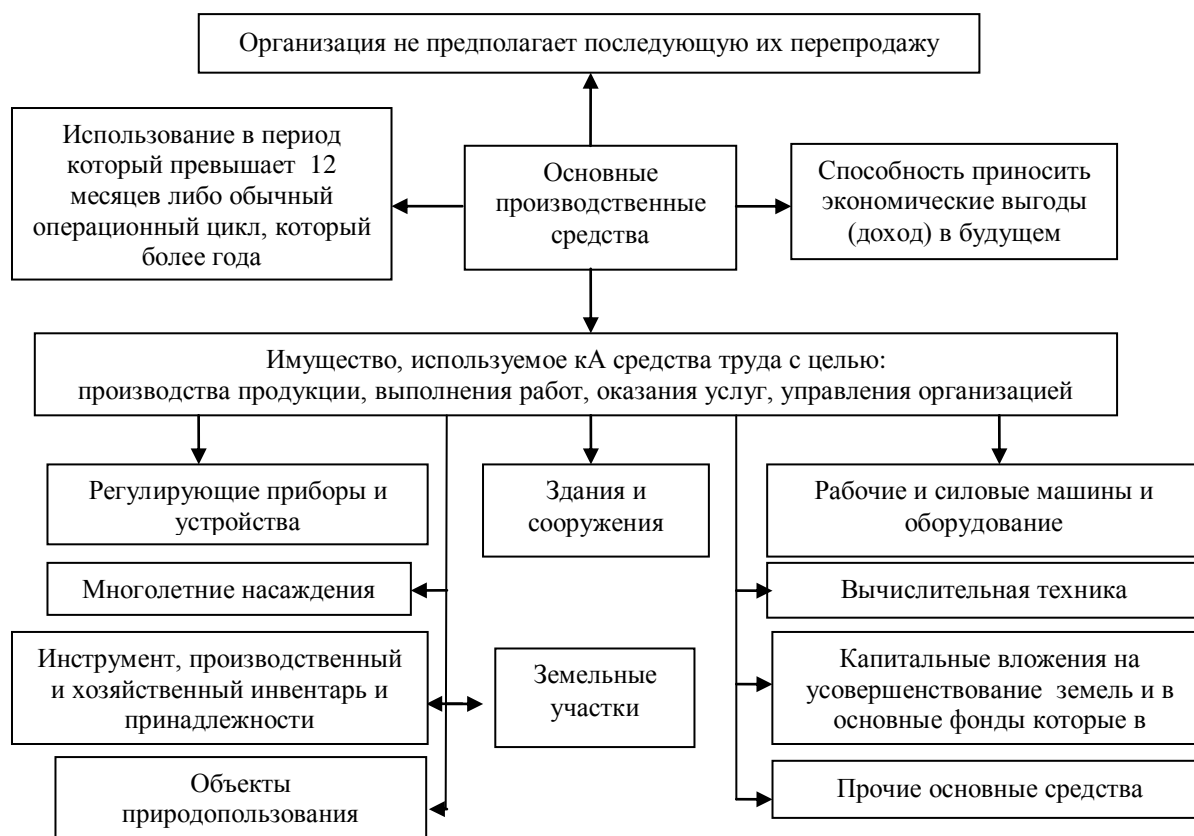 Организация не предполагает последующую их перепродажу
Использование в период
который превышает 12
месяцев либо обычный
операционный цикл, который
более года
Основные
производственные
средства
Способность приносить
экономические выгоды
(доход) в будущем
Имущество, используемое кА средства труда с целью:
производства продукции, выполнения работ, оказания услуг, управления организацией
Регулирующие приборы и
устройства
Здания и
сооружения
Рабочие и силовые машины и
оборудование
Многолетние насаждения
Вычислительная техника
Инструмент, производственный
и хозяйственный инвентарь и
принадлежности
Земельные
участки
Капитальные вложения на
усовершенствование земель и в
основные фонды которые в
Объекты
природопользования
Прочие основные средства